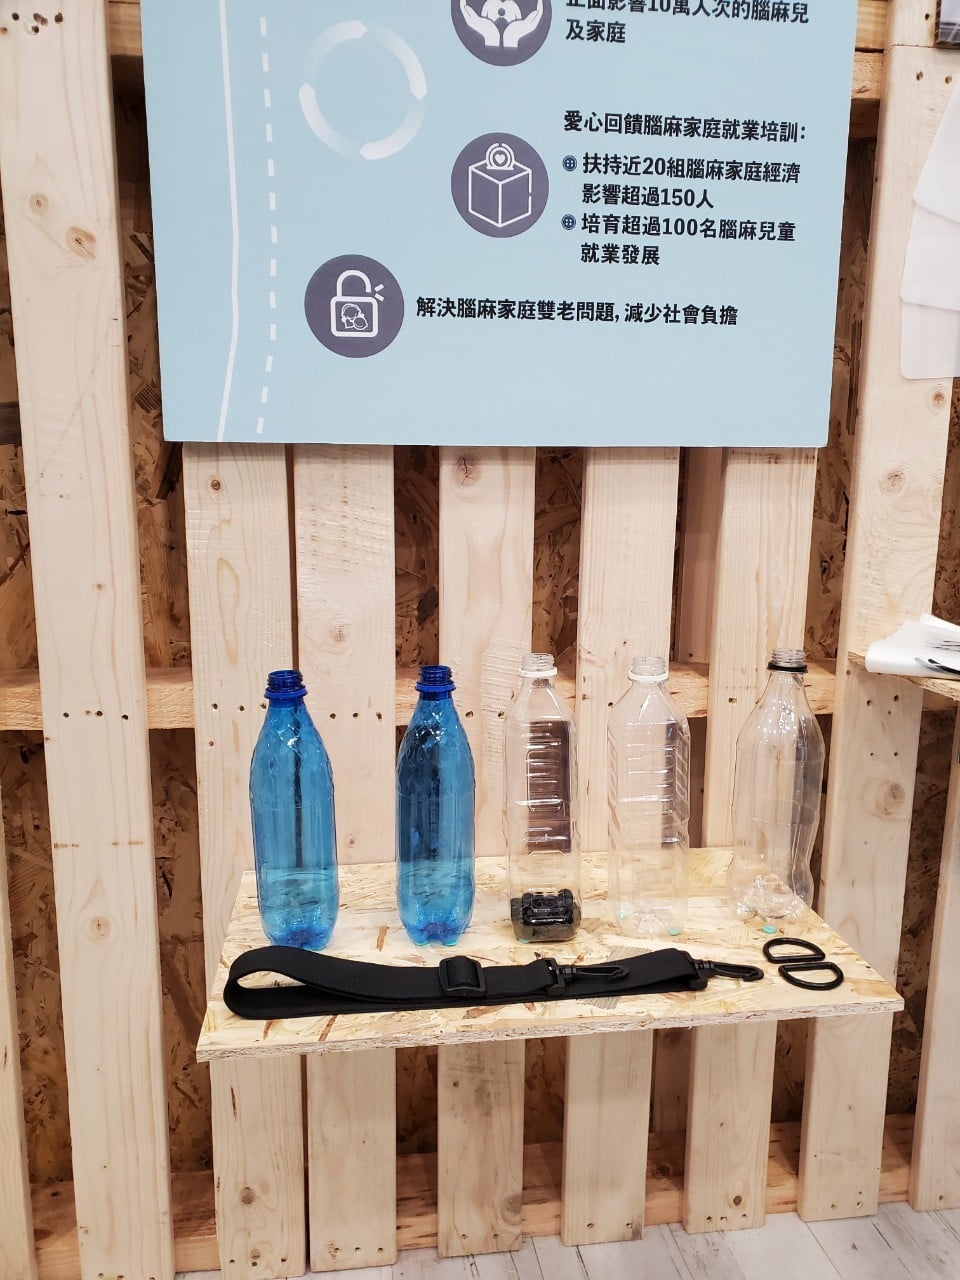 正面影響10萬人次的腦麻兒
及家庭
愛心回饋腦麻家庭就業培訓:
扶持近20組腦麻家庭經濟
影響超過150人
培育超過100名腦麻兒童
就業發展
解決腦麻家庭雙老問題, 減少社會負擔